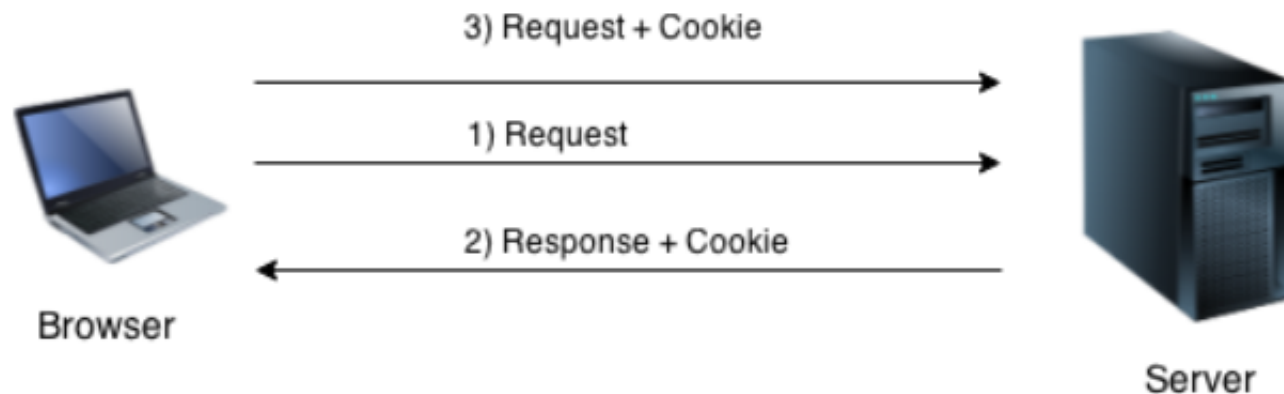 3) Request + Cookie
1) Request
2) Response + Cookie
Browser
Server